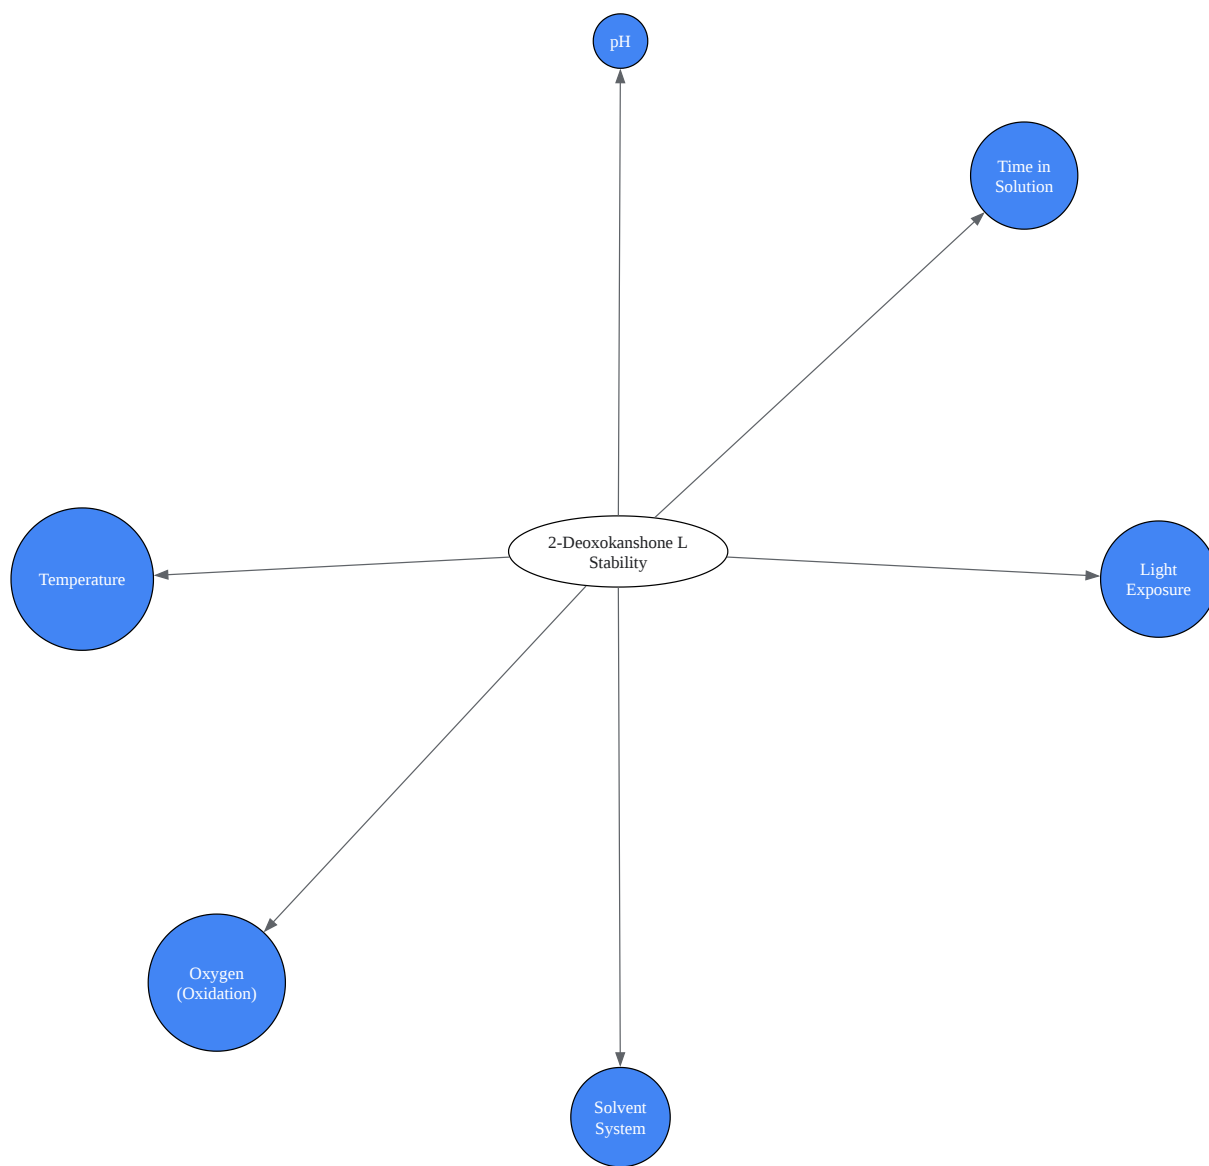 pH
Time in
Solution
2-Deoxokanshone L
Stability
Temperature
Light
Exposure
Oxygen
(Oxidation)
Solvent
System